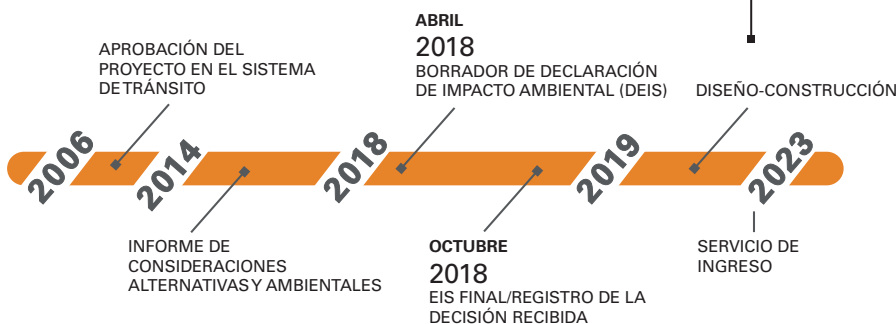 APROBACIÓN DEL
PROYECTO EN EL SISTEMA
DE TRÁNSITO
ABRIL
2018
BORRADOR DE DECLARACIÓN
DE IMPACTO AMBIENTAL (DEIS)
DISEÑO-CONSTRUCCIÓN
2006
2014
2018
2019
2023
INFORME DE
CONSIDERACIONES
ALTERNATIVAS Y AMBIENTALES
OCTUBRE
2018
EIS FINAL/REGISTRO DE LA
DECISIÓN RECIBIDA
SERVICIO DE
INGRESO